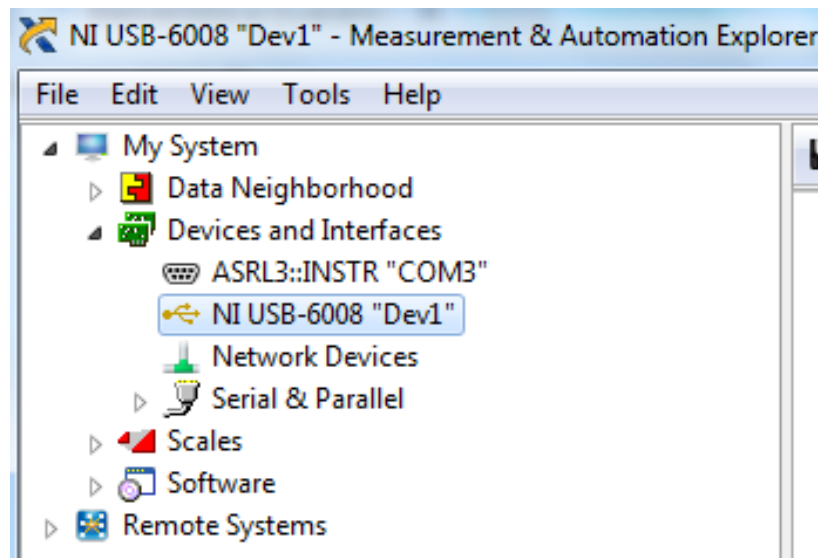 NI USB-6008 "Dev1" - Measurement & Automation Explorer
File Edit View Tools Help
My System
Data Neighborhood
Devices and Interfaces
ASRL3::INSTR "COM3"
NI USB-6008 "Dev1"
Network Devices
Serial & Parallel
Scales
Software
Remote Systems